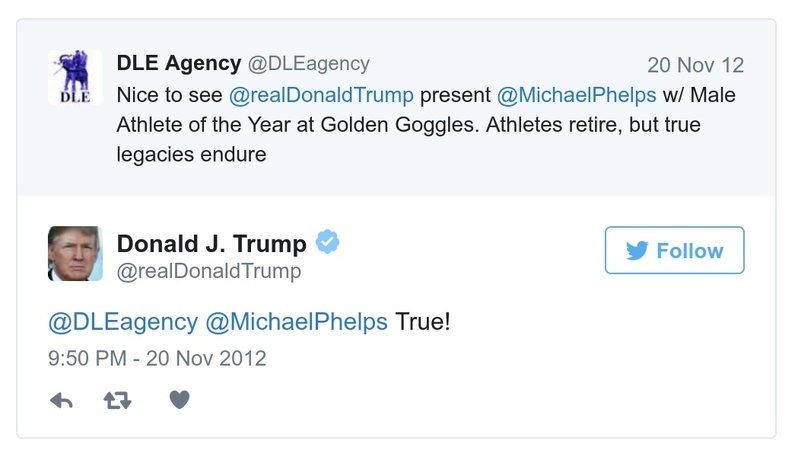 DLE Agency @DLEagency 20 Nov 12
Nice to see @realDonaldTrump present @MichaelPhelps w/ Male
Athlete of the Year at Golden Goggles. Athletes retire, but true
legacies endure
DLE
Donald J. Trump
@realDonaldTrump
Follow
@DLEagency @MichaelPhelps True!
9:50 PM - 20 Nov 2012